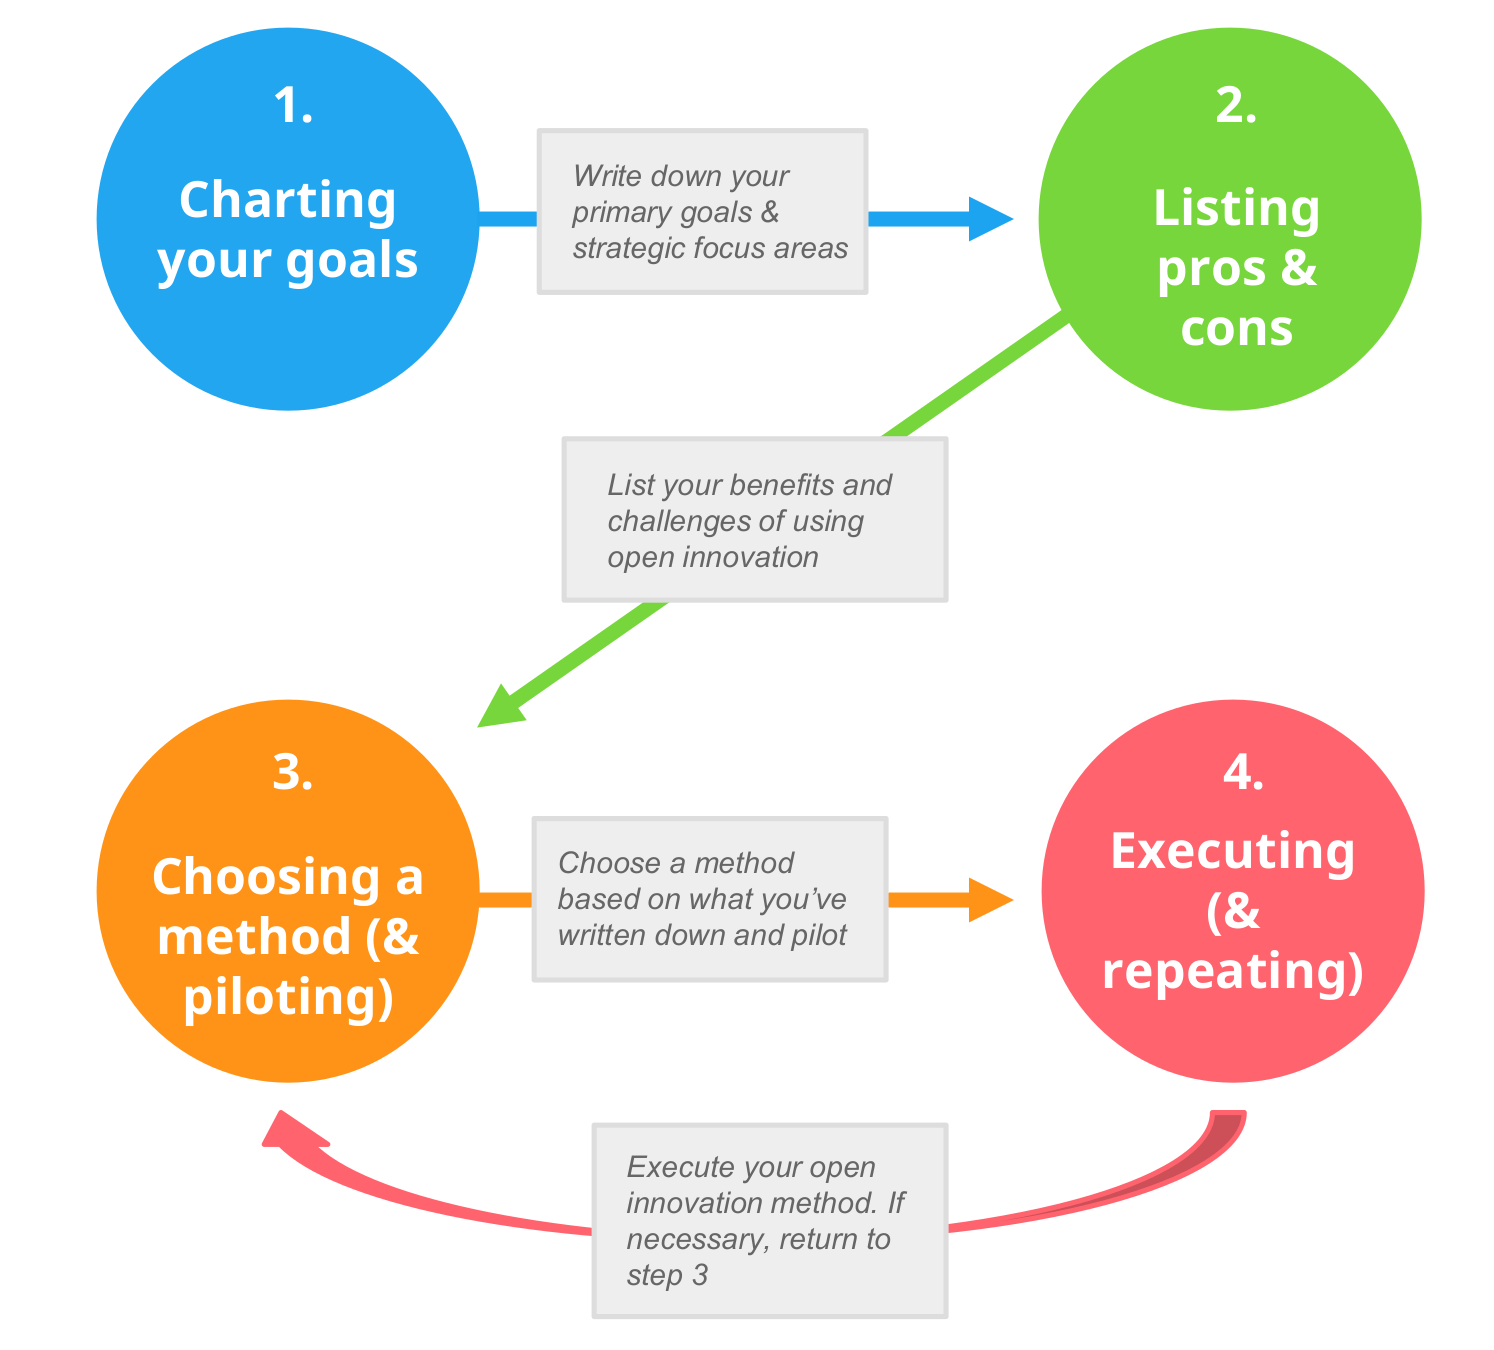 1.
Charting
your goals
Write down your
primary goals &
strategic focus areas
2.
Listing
pros &
cons
List your benefits and
challenges of using
open innovation
3.
Choosing a
method (&
piloting)
Choose a method
based on what you’ve
written down and pilot
4.
Executing
(&
repeating)
Execute your open
innovation method. If
necessary, return to
step 3